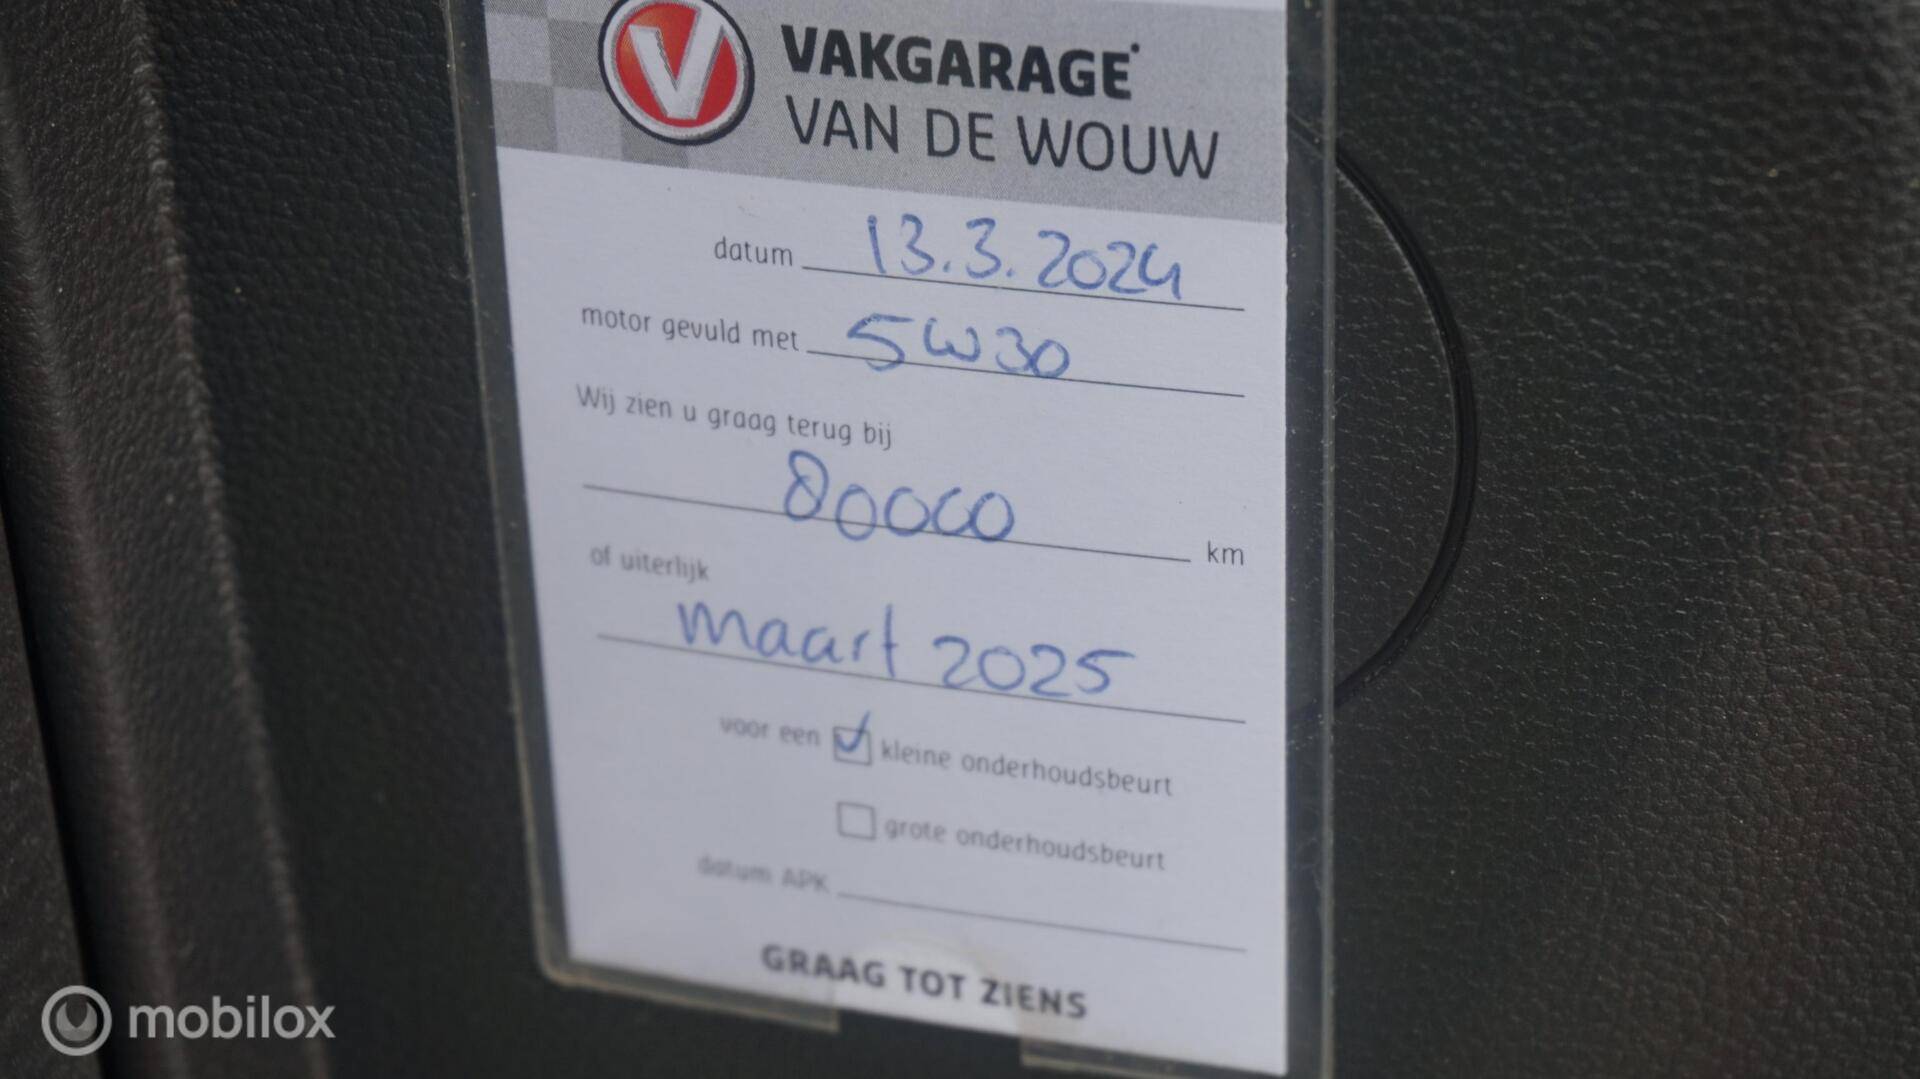 V VAKGARAGE
VAN DE WOUW
datum 13.3.2024
motor gevuld met 5W30
Wij zien u graag terug bij
80000 km
of uiterlijk
maart 2025
voor een kleine onderhoudsbeurt
grote onderhoudsbeurt
datum APK
GRAAG TOT ZIENS
mobilox